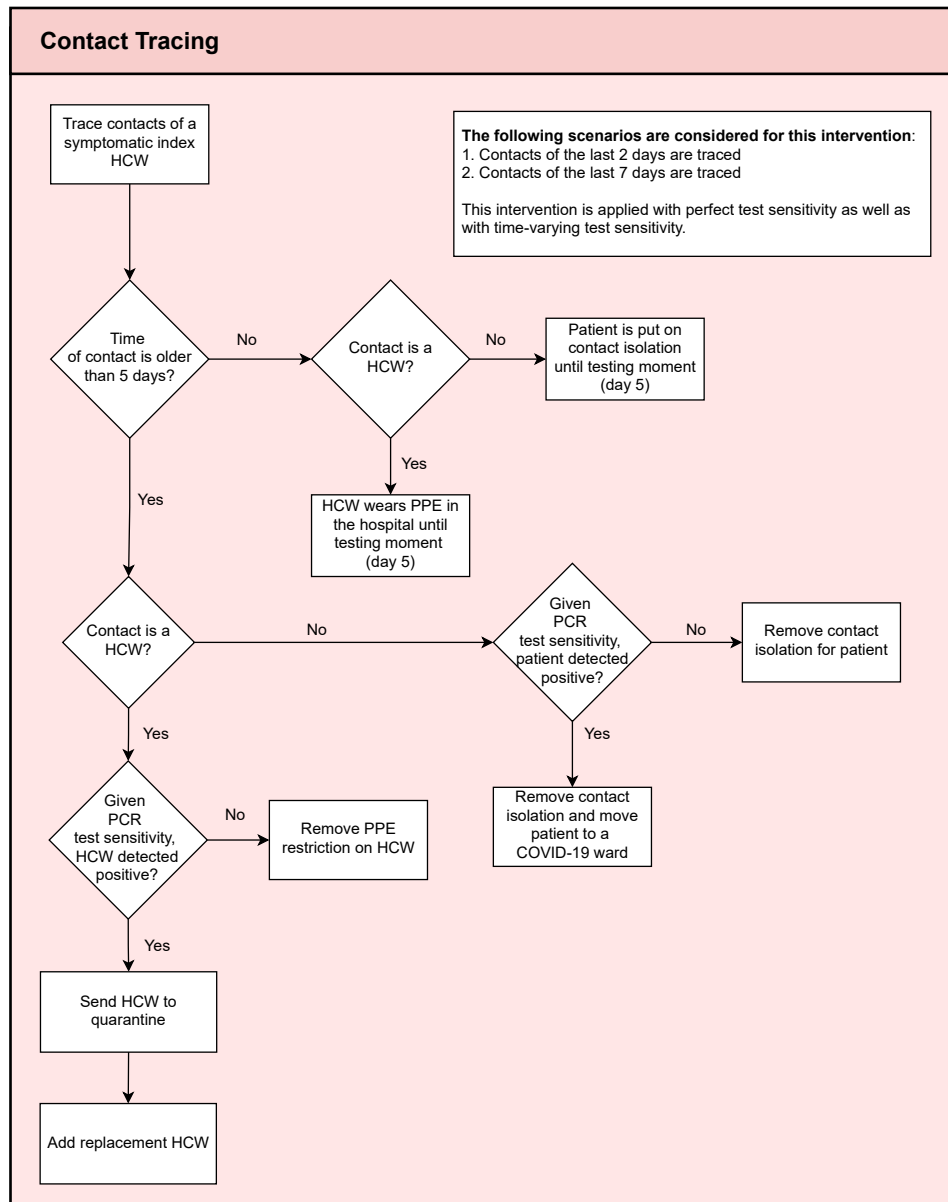 Contact Tracing
Trace contacts of a
symptomatic index
HCW
The following scenarios are considered for this intervention:
1. Contacts of the last 2 days are traced
2. Contacts of the last 7 days are traced
This intervention is applied with perfect test sensitivity as well as
with time-varying test sensitivity.
Time
of contact is older
than 5 days?
No
Contact is a
HCW?
No
Patient is put on
contact isolation
until testing moment
(day 5)
Yes
HCW wears PPE in
the hospital until
testing moment
(day 5)
Yes
Contact is a
HCW?
No
Given
PCR
test sensitivity,
patient detected
positive?
No
Remove contact
isolation for patient
Yes
Remove contact
isolation and move
patient to a
COVID-19 ward
Yes
Given
PCR
test sensitivity,
HCW detected
positive?
No
Remove PPE
restriction on HCW
Yes
Send HCW to
quarantine
Add replacement HCW